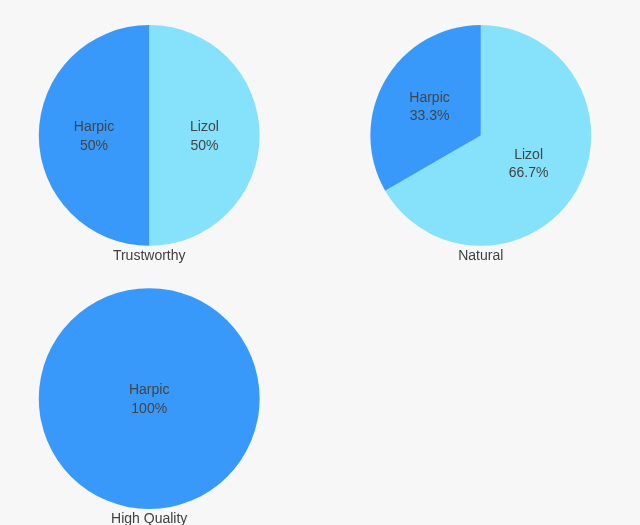 Harpic
50%
Lizol
50%
Trustworthy
Harpic
33.3%
Lizol
66.7%
Natural
Harpic
100%
High Quality